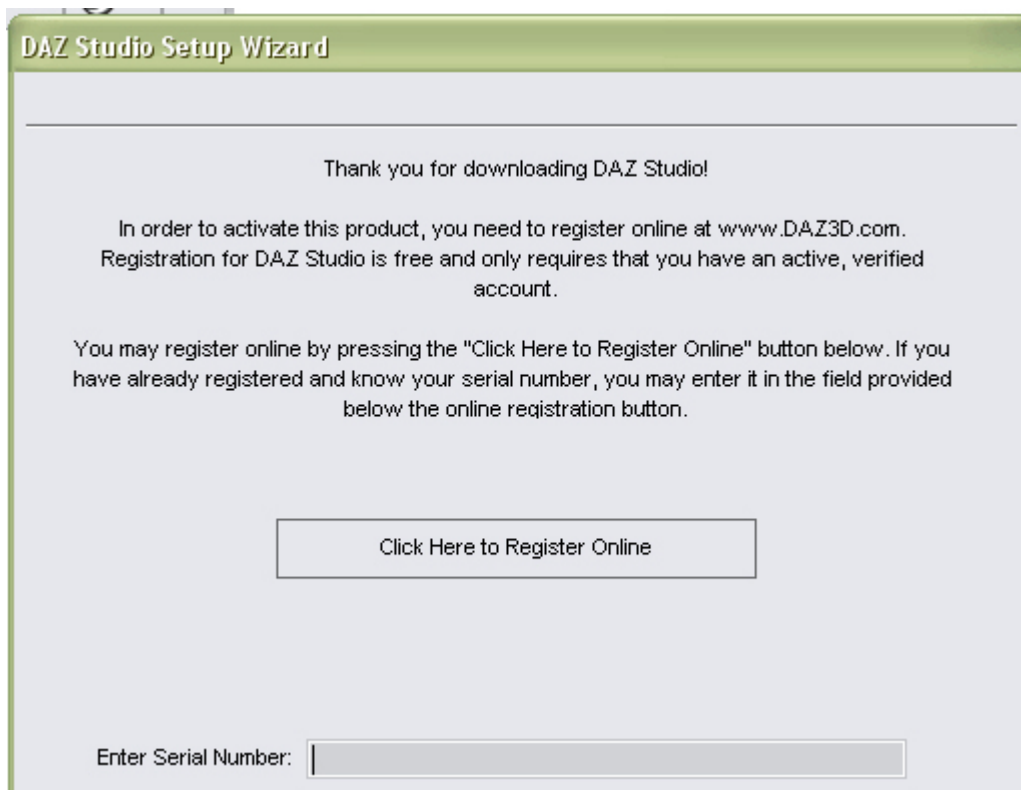 DAZ Studio Setup Wizard
Thank you for downloading DAZ Studio!
In order to activate this product, you need to register online at www.DAZ3D.com.
Registration for DAZ Studio is free and only requires that you have an active, verified
account.
You may register online by pressing the "Click Here to Register Online" button below. If you
have already registered and know your serial number, you may enter it in the field provided
below the online registration button.
Click Here to Register Online
Enter Serial Number: